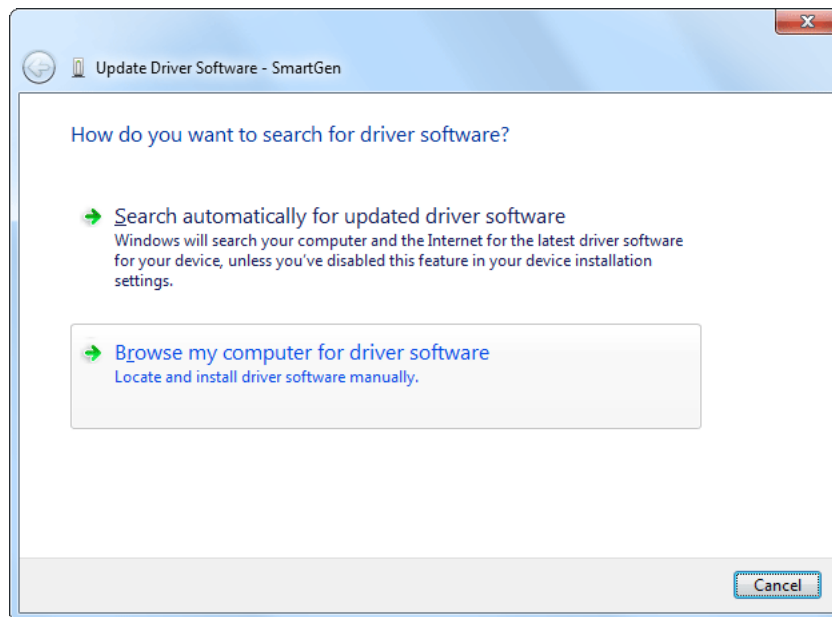 Update Driver Software - SmartGen
How do you want to search for driver software?
Search automatically for updated driver software
Windows will search your computer and the Internet for the latest driver software
for your device, unless you've disabled this feature in your device installation
settings.
Browse my computer for driver software
Locate and install driver software manually.
Cancel